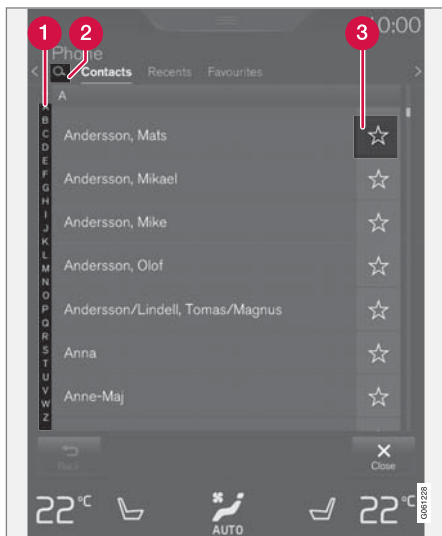 10:00
1 2 3
Phone
Contacts Recents Favourites
A
A
B
C
D
E
F
G
H
I
J
K
L
M
N
O
P
Q
R
S
T
U
V
W
Z
Andersson, Mats
Andersson, Mikael
Andersson, Mike
Andersson, Olof
Andersson/Lindell, Tomas/Magnus
Anna
Anne-Maj
Back
Close
22°C
AUTO
22°C
G061228